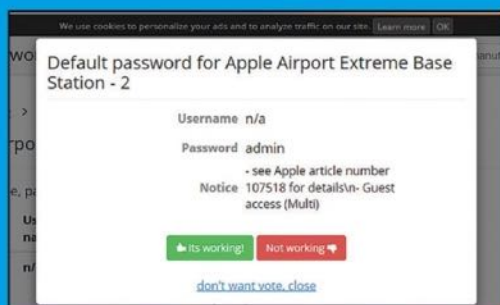 We use cookies to personalize your ads and to analyze traffic on our site. Learn more OK
Default password for Apple Airport Extreme Base
Station - 2
Username n/a
Password admin
- see Apple article number
Notice 107518 for details\n- Guest
access (Multi)
Its working! Not working
don't want vote, close